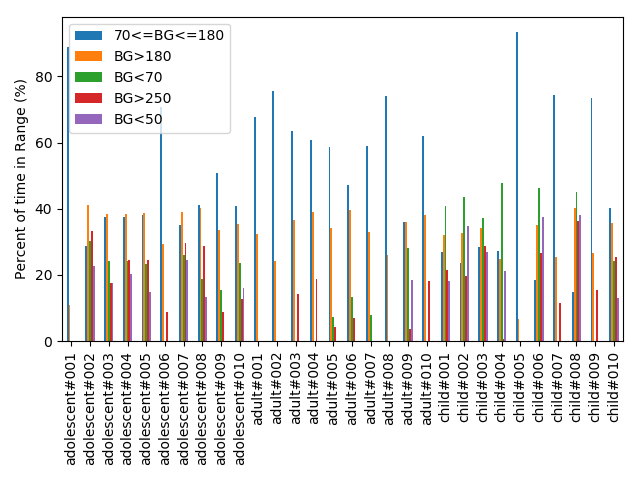 70<=BG<=180
BG>180
BG<70
BG>250
BG<50
Percent of time in Range (%)
80
60
40
20
0
adolescent#001
adolescent#002
adolescent#003
adolescent#004
adolescent#005
adolescent#006
adolescent#007
adolescent#008
adolescent#009
adolescent#010
adult#001
adult#002
adult#003
adult#004
adult#005
adult#006
adult#007
adult#008
adult#009
adult#010
child#001
child#002
child#003
child#004
child#005
child#006
child#007
child#008
child#009
child#010